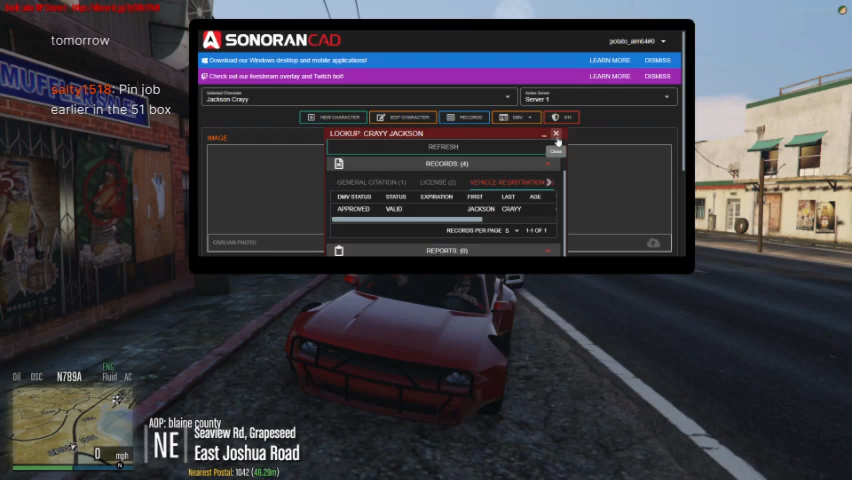 tomorrow
salty1518: Pin job
earlier in the 51 box
SONORANCAD
potato_aim64#0
Download our Windows desktop and mobile applications!
LEARN MORE
DISMISS
Check out our livestream overlay and Twitch bot!
LEARN MORE
DISMISS
Selected Character
Jackson Crayy
Active Server
Server 1
NEW CHARACTER
EDIT CHARACTER
RECORDS
DMV
911
IMAGE
LOOKUP: CRAYY JACKSON
Close
REFRESH
RECORDS: (4)
GENERAL CITATION (1)
LICENSE (2)
VEHICLE REGISTRATION
DMV STATUS
STATUS
EXPIRATION
FIRST
LAST
AGE
APPROVED
VALID
JACKSON
CRAYY
RECORDS PER PAGE 5
1-1 OF 1
REPORTS: (0)
CIVILIAN PHOTO
MUFFLER SALE
Oil
DSC
N789A
ENG
Fluid
AC
0 mph
N
AOP: blaine county
NE
Seaview Rd, Grapeseed
East Joshua Road
Nearest Postal: 1042 (46.29m)